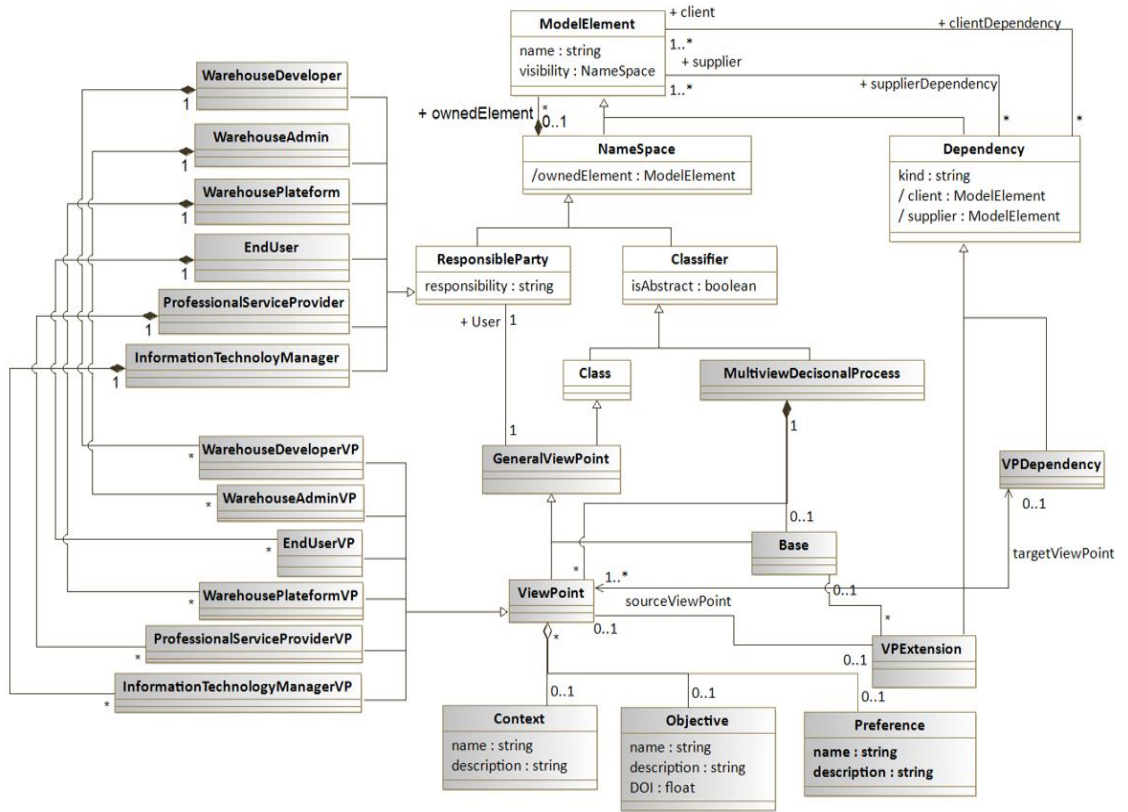 ModelElement
name : string
visibility : NameSpace
+ client
1..*
+ clientDependency
+ supplier
1..*
+ supplierDependency
*
*
+ ownedElement
*
0..1
NameSpace
/ownedElement : ModelElement
Dependency
kind : string
/ client : ModelElement
/ supplier : ModelElement
WarehouseDeveloper
1
WarehouseAdmin
1
WarehousePlateform
1
EndUser
1
ProfessionalServiceProvider
1
InformationTechnoloyManager
1
ResponsibleParty
responsibility : string
+ User
1
Classifier
isAbstract : boolean
Class
MultiviewDecisonalProcess
1
1
GeneralViewPoint
VPDependency
0..1
WarehouseDeveloperVP
*
WarehouseAdminVP
*
EndUserVP
*
WarehousePlateformVP
*
ProfessionalServiceProviderVP
*
InformationTechnologyManagerVP
*
0..1
Base
targetViewPoint
*
1..*
0..1
ViewPoint
sourceViewPoint
*
0..1
*
VPExtension
0..1
0..1
0..1
0..1
Context
name : string
description : string
Objective
name : string
description : string
DOI : float
Preference
name : string
description : string